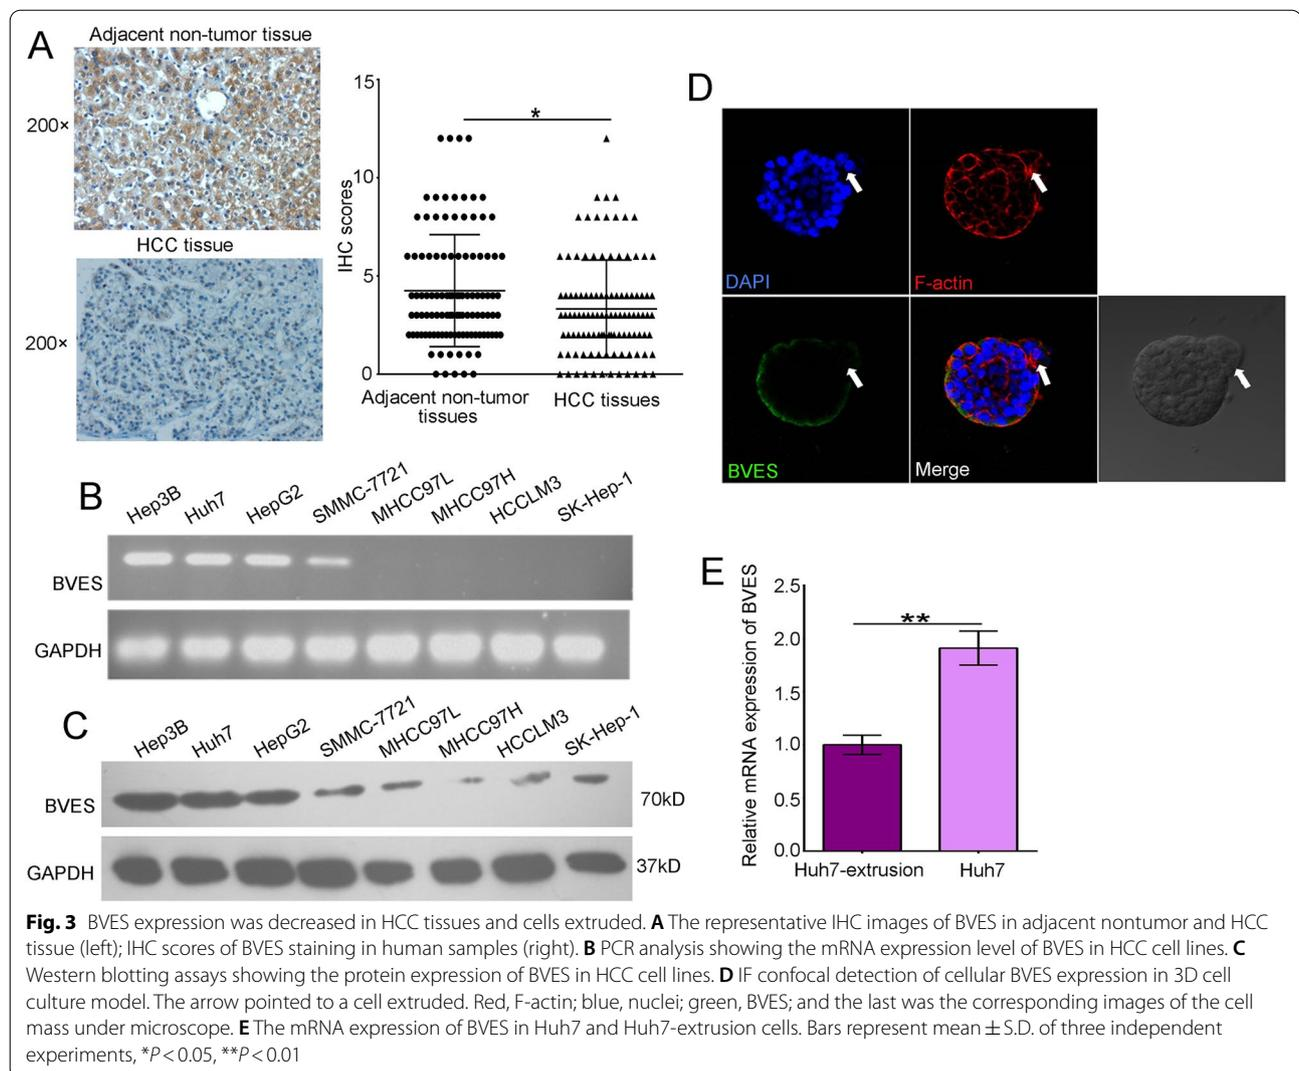 A
Adjacent non-tumor tissue
200×
HCC tissue
200×
15
10
5
0
IHC scores
*
Adjacent non-tumor
tissues
HCC tissues
D
DAPI
F-actin
BVES
Merge
B
Hep3B
Huh7
HepG2
SMMC-7721
MHCC97L
MHCC97H
HCCLM3
SK-Hep-1
BVES
GAPDH
C
Hep3B
Huh7
HepG2
SMMC-7721
MHCC97L
MHCC97H
HCCLM3
SK-Hep-1
BVES
70kD
GAPDH
37kD
E
Relative mRNA expression of BVES
2.5
2.0
1.5
1.0
0.5
0.0
**
Huh7-extrusion
Huh7
Fig. 3 BVES expression was decreased in HCC tissues and cells extruded. A The representative IHC images of BVES in adjacent nontumor and HCC
tissue (left); IHC scores of BVES staining in human samples (right). B PCR analysis showing the mRNA expression level of BVES in HCC cell lines. C
Western blotting assays showing the protein expression of BVES in HCC cell lines. D IF confocal detection of cellular BVES expression in 3D cell
culture model. The arrow pointed to a cell extruded. Red, F-actin; blue, nuclei; green, BVES; and the last was the corresponding images of the cell
mass under microscope. E The mRNA expression of BVES in Huh7 and Huh7-extrusion cells. Bars represent mean ± S.D. of three independent
experiments, *P < 0.05, **P < 0.01